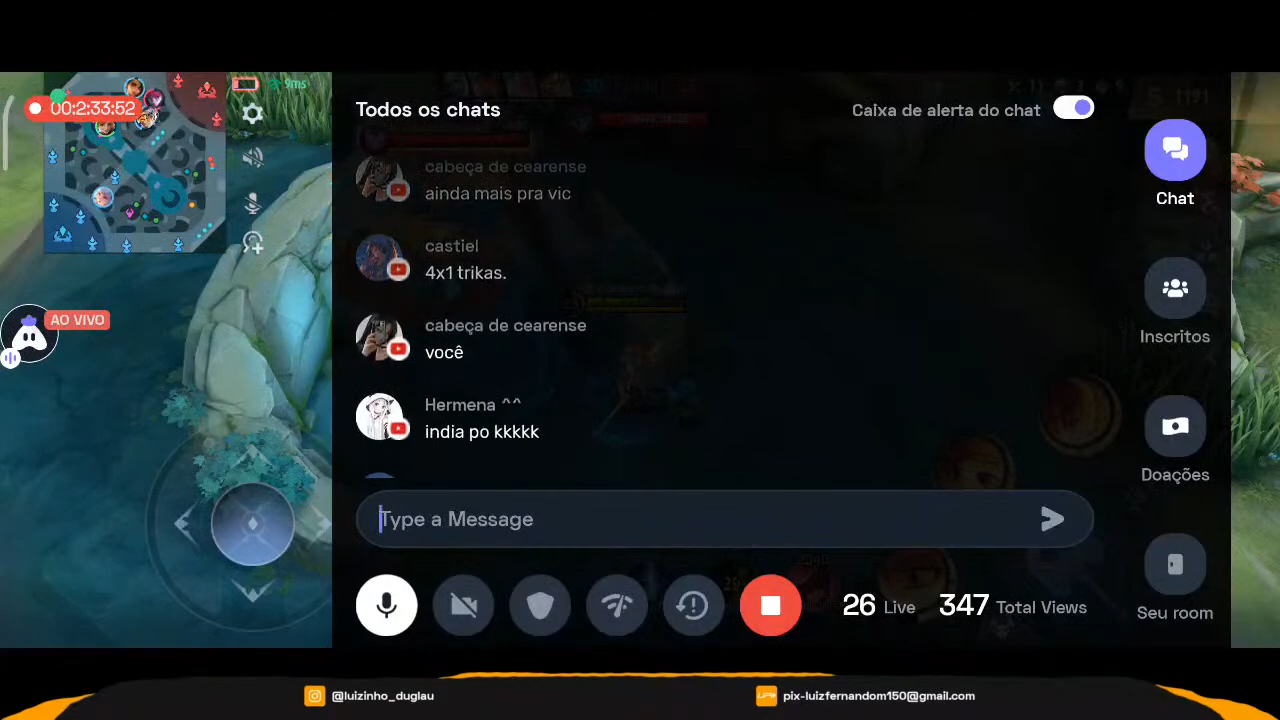 9ms
00:2:33:52
AO VIVO
Todos os chats
Caixa de alerta do chat
cabeça de cearense
ainda mais pra vic
castiel
4x1 trikas.
cabeça de cearense
você
Hermena ^^
india po kkkkk
Type a Message
26 Live
347 Total Views
Chat
Inscritos
Doações
Seu room
@luizinho_duglau
pix-luizfernandom150@gmail.com